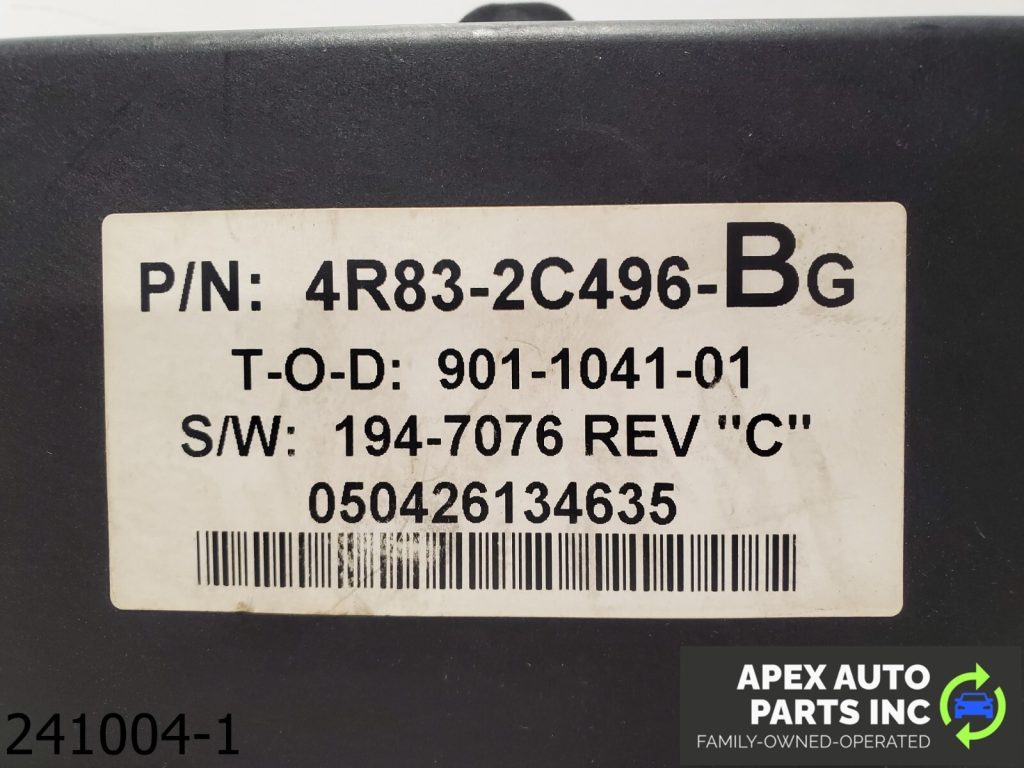 P/N: 4R83-2C496-BG
T-O-D: 901-1041-01
S/W: 194-7076 REV "C"
050426134635
241004-1
APEX AUTO
PARTS INC
FAMILY-OWNED-OPERATED